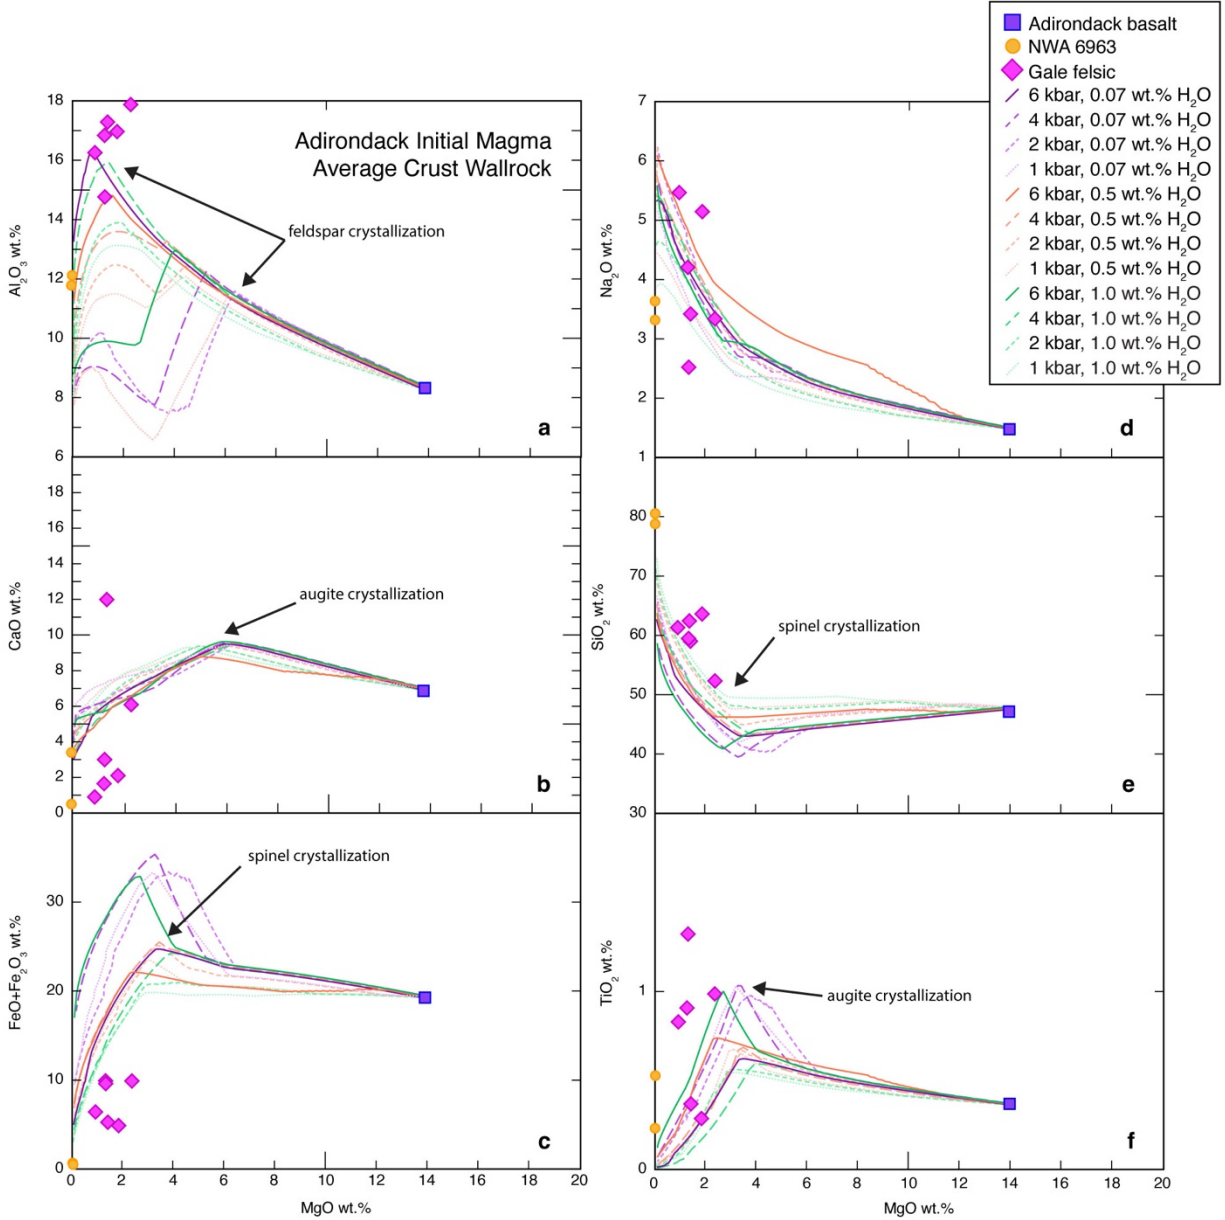 Adirondack basalt
NWA 6963
Gale felsic
6 kbar, 0.07 wt.% H₂O
4 kbar, 0.07 wt.% H₂O
2 kbar, 0.07 wt.% H₂O
1 kbar, 0.07 wt.% H₂O
6 kbar, 0.5 wt.% H₂O
4 kbar, 0.5 wt.% H₂O
2 kbar, 0.5 wt.% H₂O
1 kbar, 0.5 wt.% H₂O
6 kbar, 1.0 wt.% H₂O
4 kbar, 1.0 wt.% H₂O
2 kbar, 1.0 wt.% H₂O
1 kbar, 1.0 wt.% H₂O
Al₂O₃ wt.%
18
16
14
12
10
8
6
Adirondack Initial Magma
Average Crust Wallrock
feldspar crystallization
a
Na₂O wt.%
7
6
5
4
3
2
1
d
CaO wt.%
18
16
14
12
10
8
6
4
2
0
augite crystallization
b
SiO₂ wt.%
80
70
60
50
40
30
spinel crystallization
e
FeO+Fe₂O₃ wt.%
30
20
10
0
spinel crystallization
c
0 2 4 6 8 10 12 14 16 18 20
MgO wt.%
TiO₂ wt.%
1
0
augite crystallization
f
0 2 4 6 8 10 12 14 16 18 20
MgO wt.%